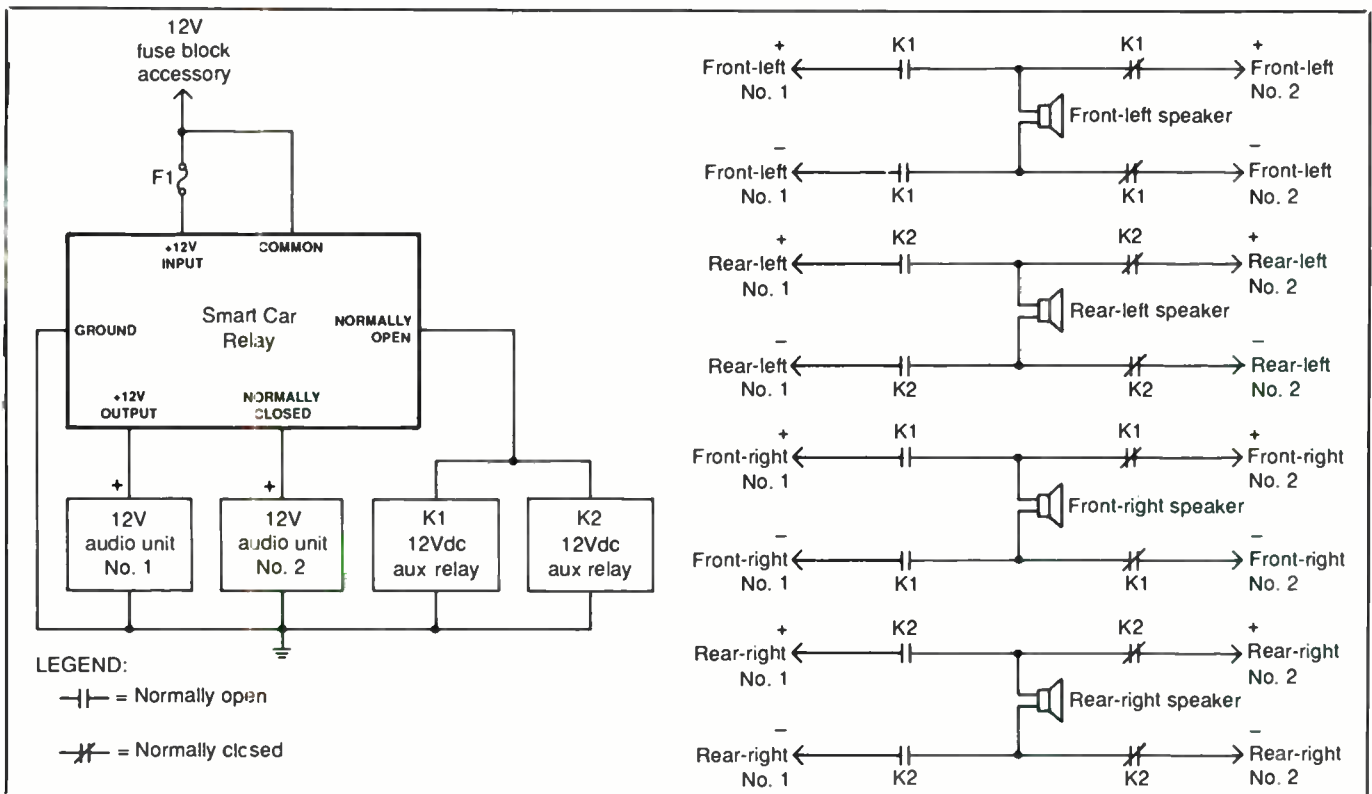 12V
fuse block
accessory
F1
+12V
INPUT
COMMON
GROUND
Smart Car
Relay
NORMALLY
OPEN
+12V
OUTPUT
NORMALLY
CLOSED
+
12V
audio unit
No. 1
+
12V
audio unit
No. 2
K1
12Vdc
aux relay
K2
12Vdc
aux relay
LEGEND:
= Normally open
= Normally closed
+
Front-left
No. 1
K1
K1
+
Front-left
No. 2
Front-left speaker
–
Front-left
No. 1
K1
K1
–
Front-left
No. 2
+
Rear-left
No. 1
K2
K2
+
Rear-left
No. 2
Rear-left speaker
–
Rear-left
No. 1
K2
K2
–
Rear-left
No. 2
+
Front-right
No. 1
K1
K1
+
Front-right
No. 2
Front-right speaker
–
Front-right
No. 1
K1
K1
–
Front-right
No. 2
+
Rear-right
No. 1
K2
K2
+
Rear-right
No. 2
Rear-right speaker
–
Rear-right
No. 1
K2
K2
–
Rear-right
No. 2